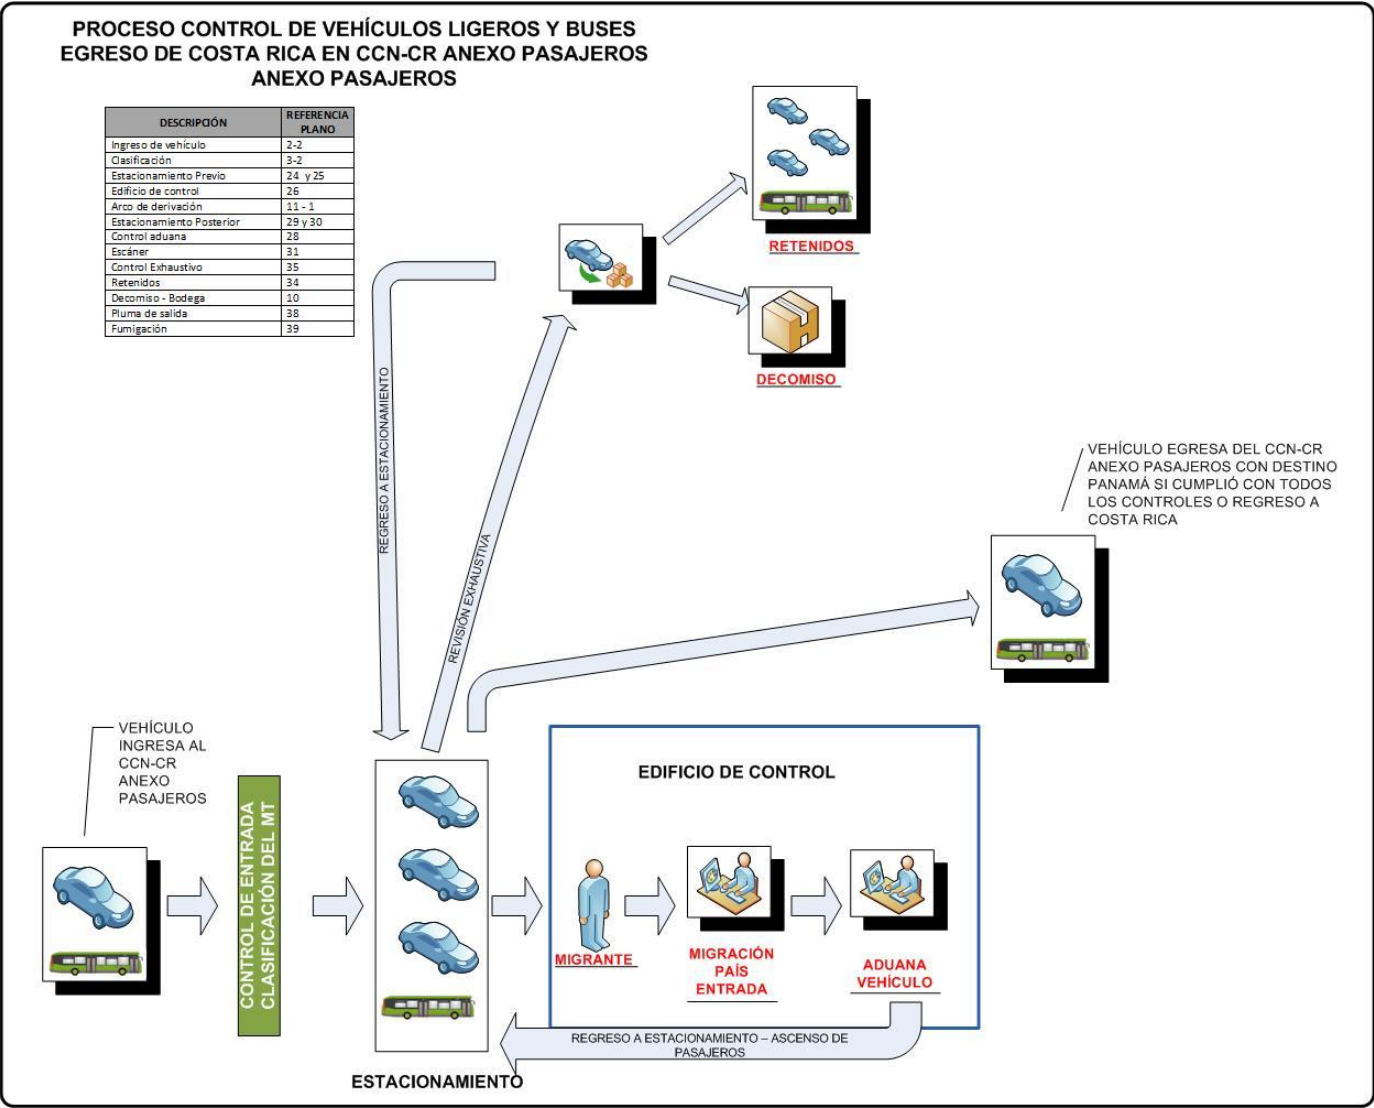 PROCESO CONTROL DE VEHÍCULOS LIGEROS Y BUSES
EGRESO DE COSTA RICA EN CCN-CR ANEXO PASAJEROS
ANEXO PASAJEROS
DESCRIPCIÓN REFERENCIA PLANO
Ingreso de vehículo 2-2
Clasificación 3-2
Estacionamiento Previo 24 y 25
Edificio de control 26
Arco de derivación 11 - 1
Estacionamiento Posterior 29 y 30
Control aduana 28
Escáner 31
Control Exhaustivo 35
Retenidos 34
Decomiso - Bodega 10
Pluma de salida 38
Fumigación 39
RETENIDOS
DECOMISO
REGRESO A ESTACIONAMIENTO
REVISIÓN EXHAUSTIVA
VEHÍCULO EGRESA DEL CCN-CR
ANEXO PASAJEROS CON DESTINO
PANAMÁ SI CUMPLIÓ CON TODOS
LOS CONTROLES O REGRESO A
COSTA RICA
VEHÍCULO
INGRESA AL
CCN-CR
ANEXO
PASAJEROS
CONTROL DE ENTRADA
CLASIFICACIÓN DEL MT
EDIFICIO DE CONTROL
MIGRANTE
MIGRACIÓN
PAÍS
ENTRADA
ADUANA
VEHÍCULO
REGRESO A ESTACIONAMIENTO – ASCENSO DE
PASAJEROS
ESTACIONAMIENTO